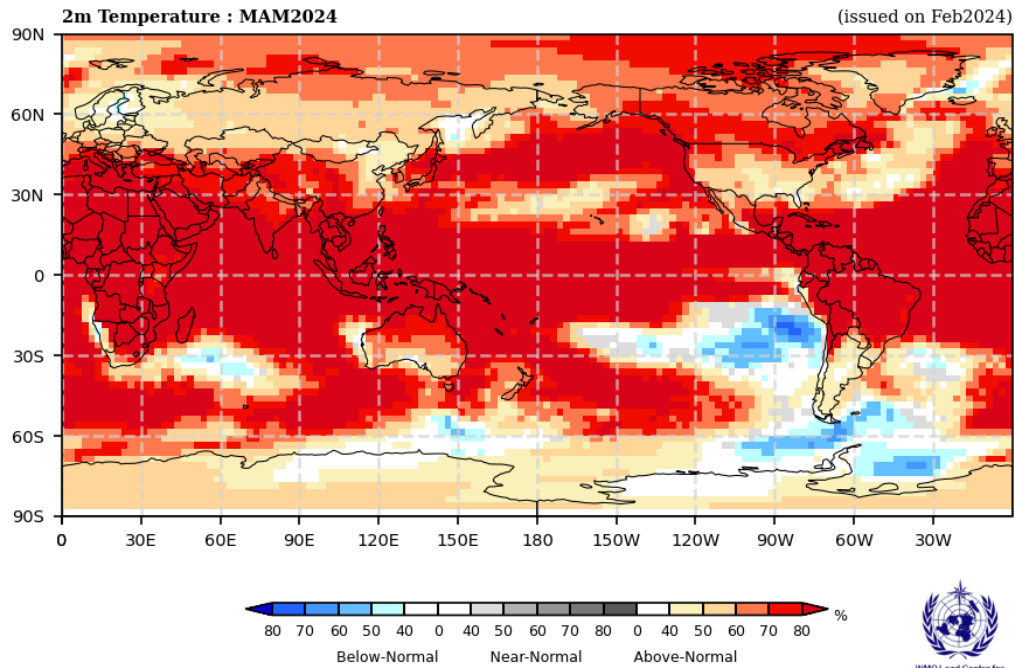 2m Temperature : MAM2024 (issued on Feb2024)
90N
60N
30N
0
30S
60S
90S
0 30E 60E 90E 120E 150E 180 150W 120W 90W 60W 30W
80 70 60 50 40 0 40 50 60 70 80 0 40 50 60 70 80 %
Below-Normal Near-Normal Above-Normal